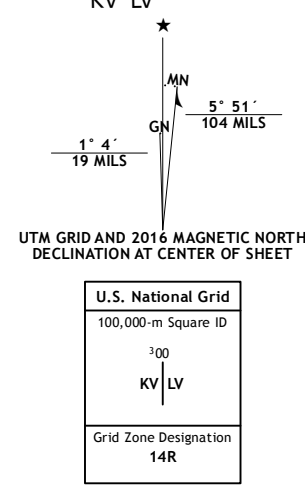 KV LV
★
MN
5° 51´
104 MILS
GN
1° 4´
19 MILS
UTM GRID AND 2016 MAGNETIC NORTH
DECLINATION AT CENTER OF SHEET
U.S. National Grid
100,000-m Square ID
³00
KV LV
Grid Zone Designation
14R